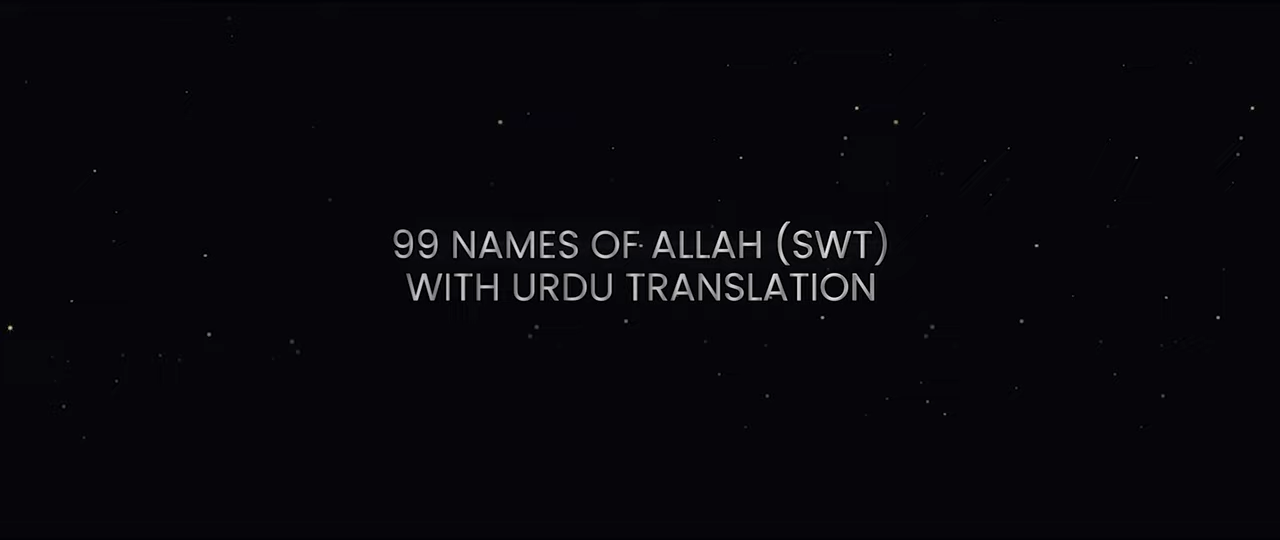 99 NAMES OF ALLAH (SWT)
WITH URDU TRANSLATION